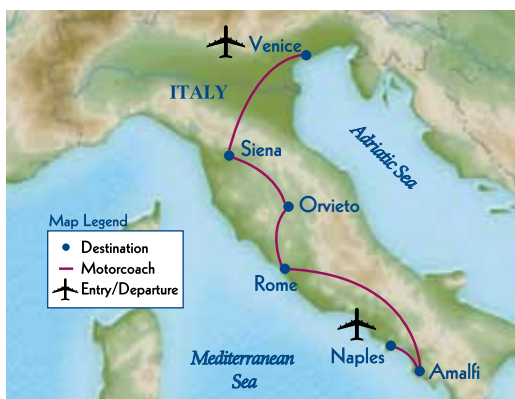 Venice
ITALY
Adriatic Sea
Siena
Orvieto
Map Legend
Destination
Motorcoach
Entry/Departure
Rome
Mediterranean
Sea
Naples
Amalfi